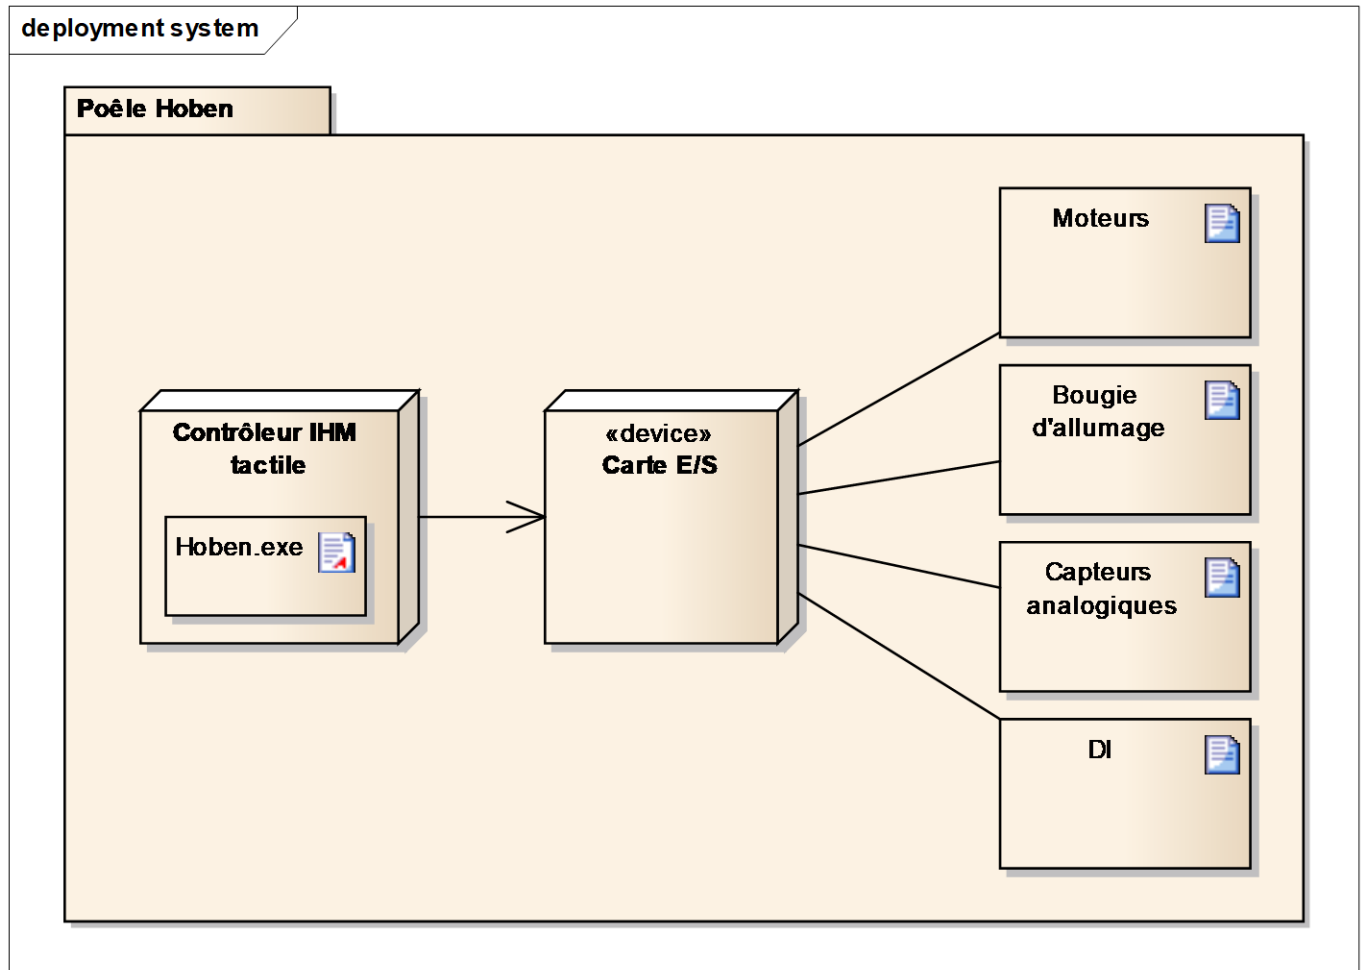 deployment system
Poêle Hoben
Contrôleur IHM
tactile
Hoben.exe
«device»
Carte E/S
Moteurs
Bougie
d'allumage
Capteurs
analogiques
DI